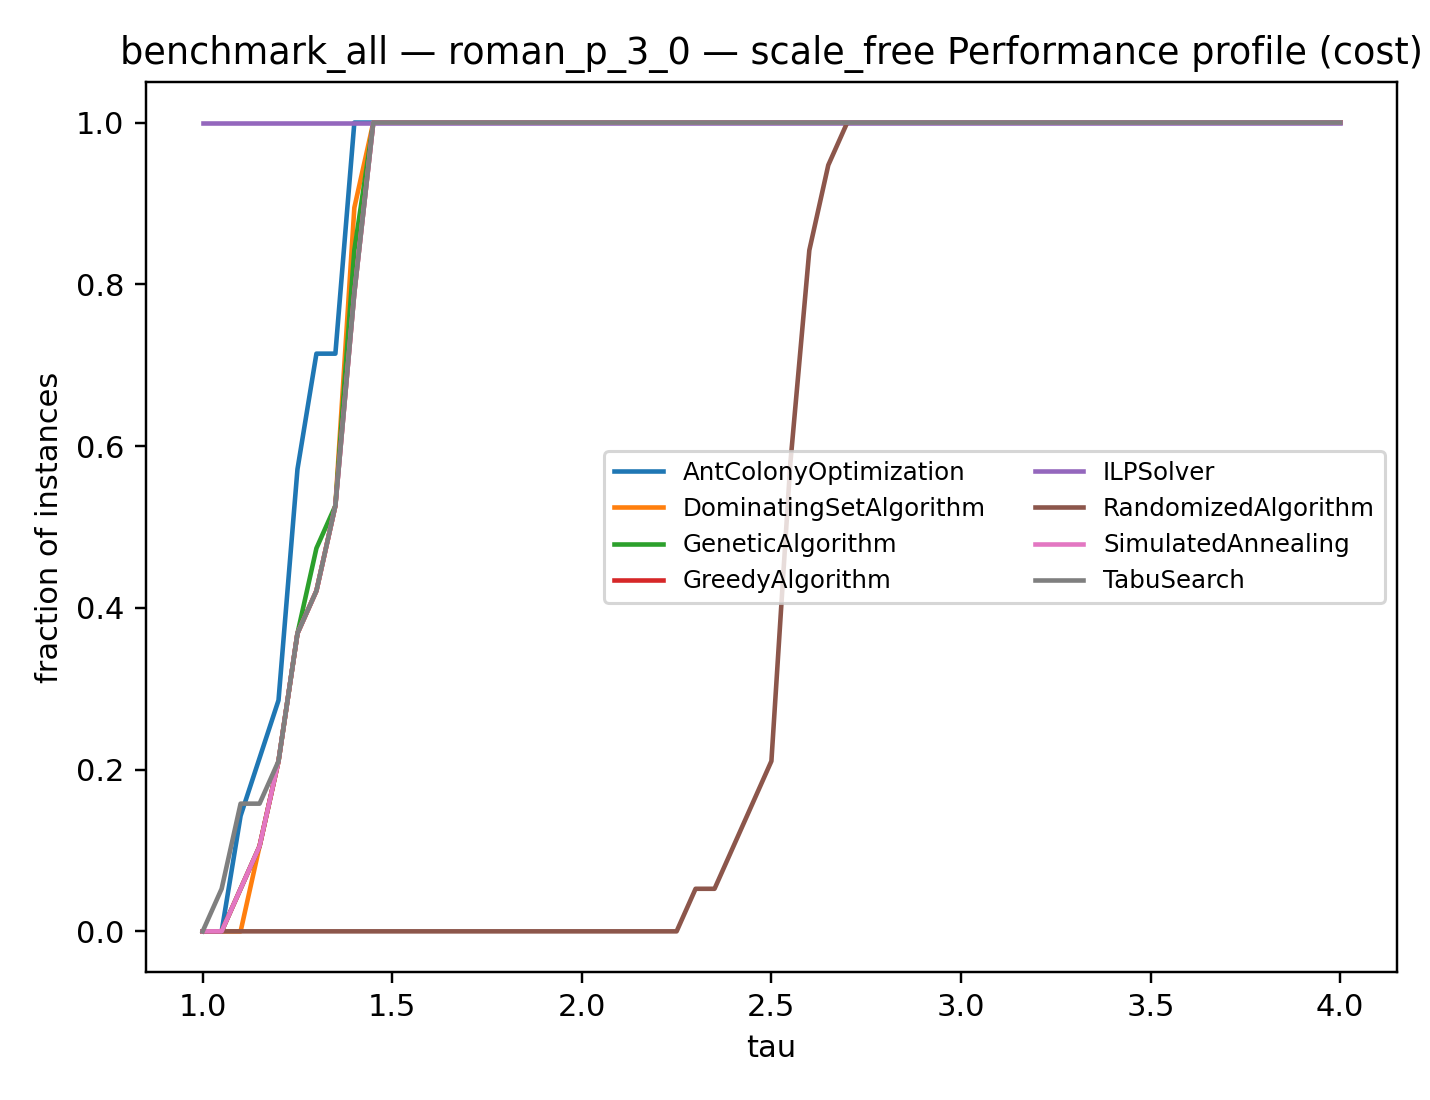 benchmark_all — roman_p_3_0 — scale_free Performance profile (cost)
fraction of instances
1.0
0.8
0.6
0.4
0.2
0.0
AntColonyOptimization
DominatingSetAlgorithm
GeneticAlgorithm
GreedyAlgorithm
ILPSolver
RandomizedAlgorithm
SimulatedAnnealing
TabuSearch
1.0 1.5 2.0 2.5 3.0 3.5 4.0
tau